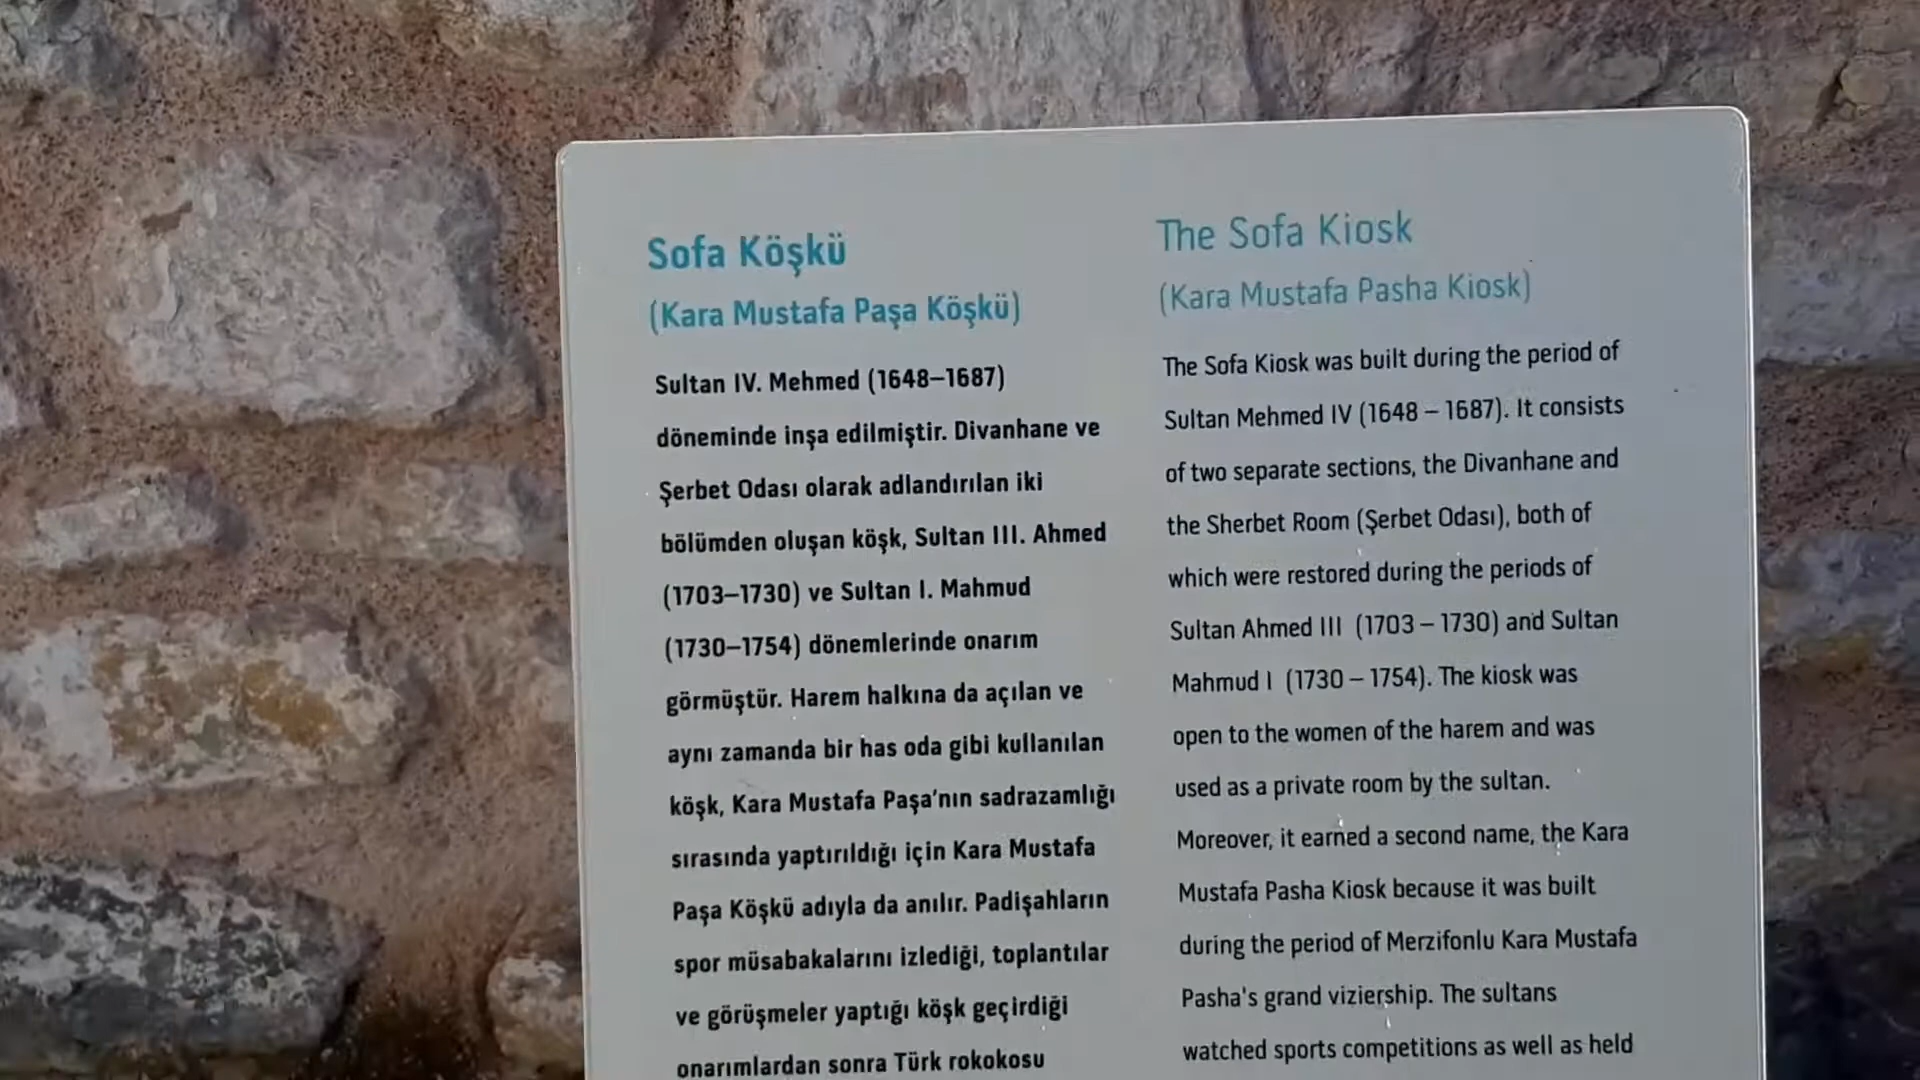 Sofa Köşkü
(Kara Mustafa Paşa Köşkü)
Sultan IV. Mehmed (1648–1687)
döneminde inşa edilmiştir. Divanhane ve
Şerbet Odası olarak adlandırılan iki
bölümden oluşan köşk, Sultan III. Ahmed
(1703–1730) ve Sultan I. Mahmud
(1730–1754) dönemlerinde onarım
görmüştür. Harem halkına da açılan ve
aynı zamanda bir has oda gibi kullanılan
köşk, Kara Mustafa Paşa'nın sadrazamlığı
sırasında yaptırıldığı için Kara Mustafa
Paşa Köşkü adıyla da anılır. Padişahların
spor müsabakalarını izlediği, toplantılar
ve görüşmeler yaptığı köşk geçirdiği
onarımlardan sonra Türk rokokosu
The Sofa Kiosk
(Kara Mustafa Pasha Kiosk)
The Sofa Kiosk was built during the period of
Sultan Mehmed IV (1648 – 1687). It consists
of two separate sections, the Divanhane and
the Sherbet Room (Şerbet Odası), both of
which were restored during the periods of
Sultan Ahmed III (1703 – 1730) and Sultan
Mahmud I (1730 – 1754). The kiosk was
open to the women of the harem and was
used as a private room by the sultan.
Moreover, it earned a second name, the Kara
Mustafa Pasha Kiosk because it was built
during the period of Merzifonlu Kara Mustafa
Pasha's grand viziership. The sultans
watched sports competitions as well as held